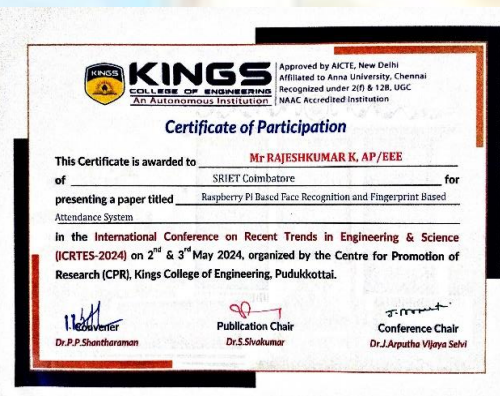 KINGS
KINGS
COLLEGE OF ENGINEERING
An Autonomous Institution
Approved by AICTE, New Delhi
Affiliated to Anna University, Chennai
Recognized under 2(f) & 12B, UGC
NAAC Accredited Institution
Certificate of Participation
This Certificate is awarded to Mr RAJESHKUMAR K, AP/EEE
of SRIET Coimbatore for
presenting a paper titled Raspberry Pi Based Face Recognition and Fingerprint Based
Attendance System
in the International Conference on Recent Trends in Engineering & Science
(ICRTES-2024) on 2nd & 3rd May 2024, organized by the Centre for Promotion of
Research (CPR), Kings College of Engineering, Pudukkottai.
Convener Publication Chair Conference Chair
Dr.P.P.Shantharaman Dr.S.Sivakumar Dr.J.Arputha Vijaya Selvi